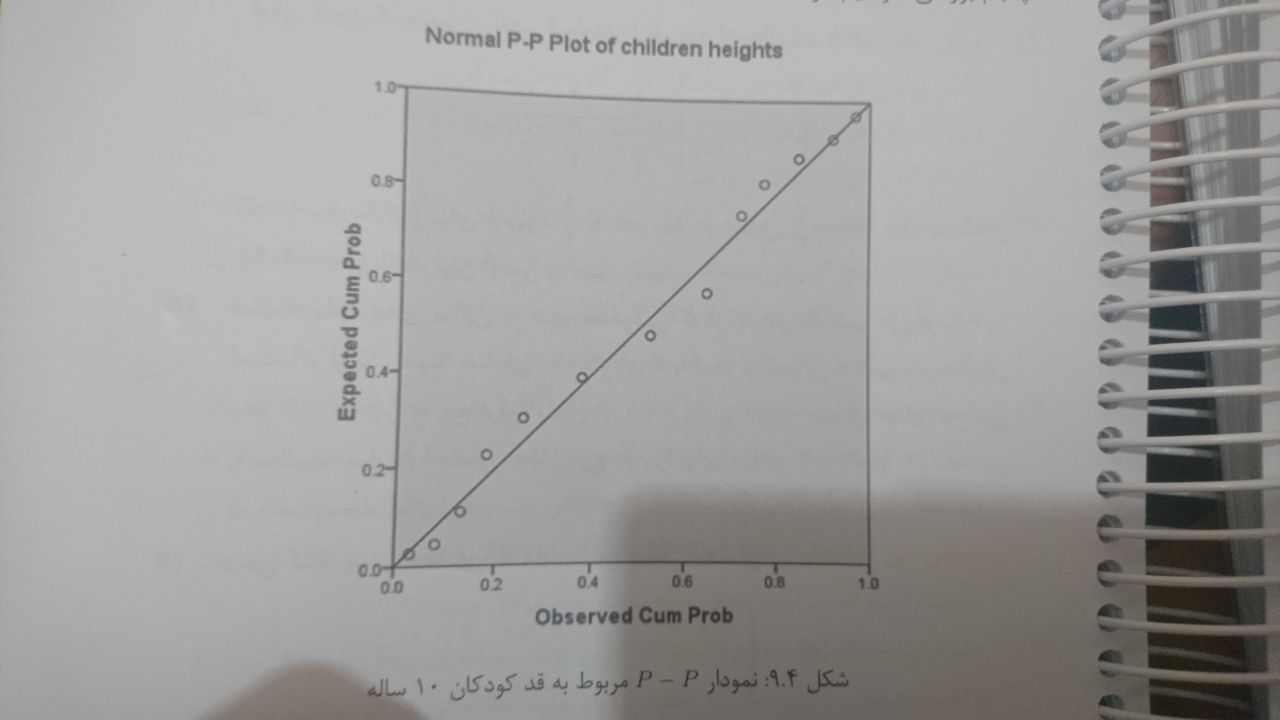 Normal P-P Plot of children heights
1.0
0.8
0.6
0.4
0.2
0.0
Expected Cum Prob
0.0 0.2 0.4 0.6 0.8 1.0
Observed Cum Prob
شکل ۹.۴: نمودار P – P مربوط به قد کودکان ۱۰ ساله